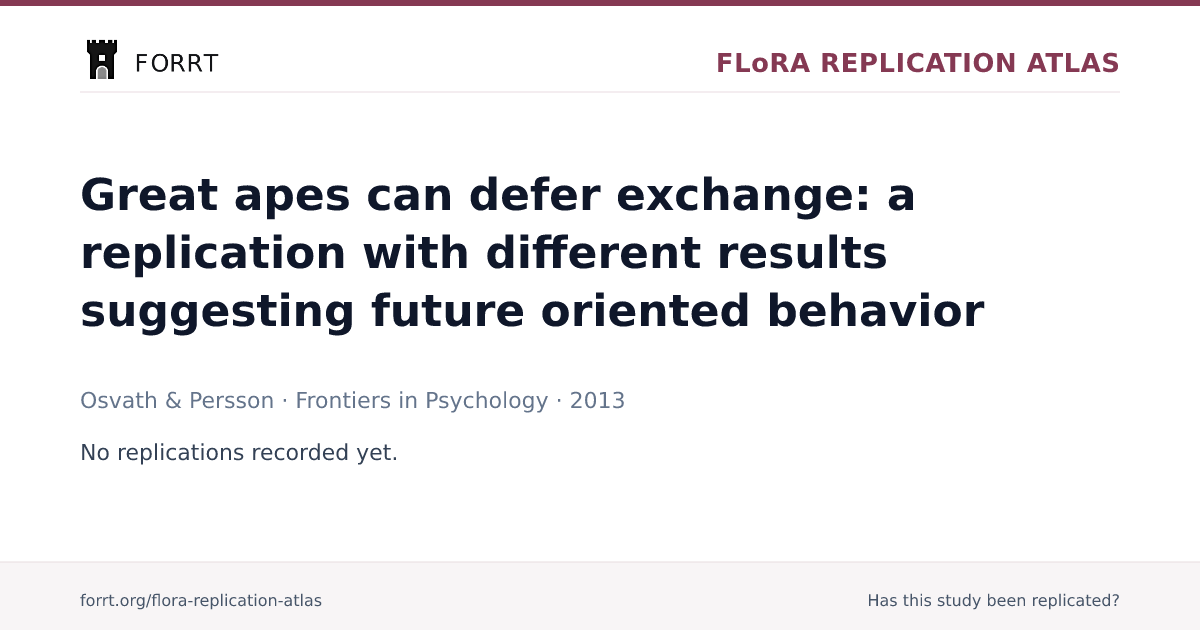 FORRT
FLoRA REPLICATION ATLAS
Great apes can defer exchange: a
replication with different results
suggesting future oriented behavior
Osvath & Persson · Frontiers in Psychology · 2013
No replications recorded yet.
forrt.org/flora-replication-atlas
Has this study been replicated?